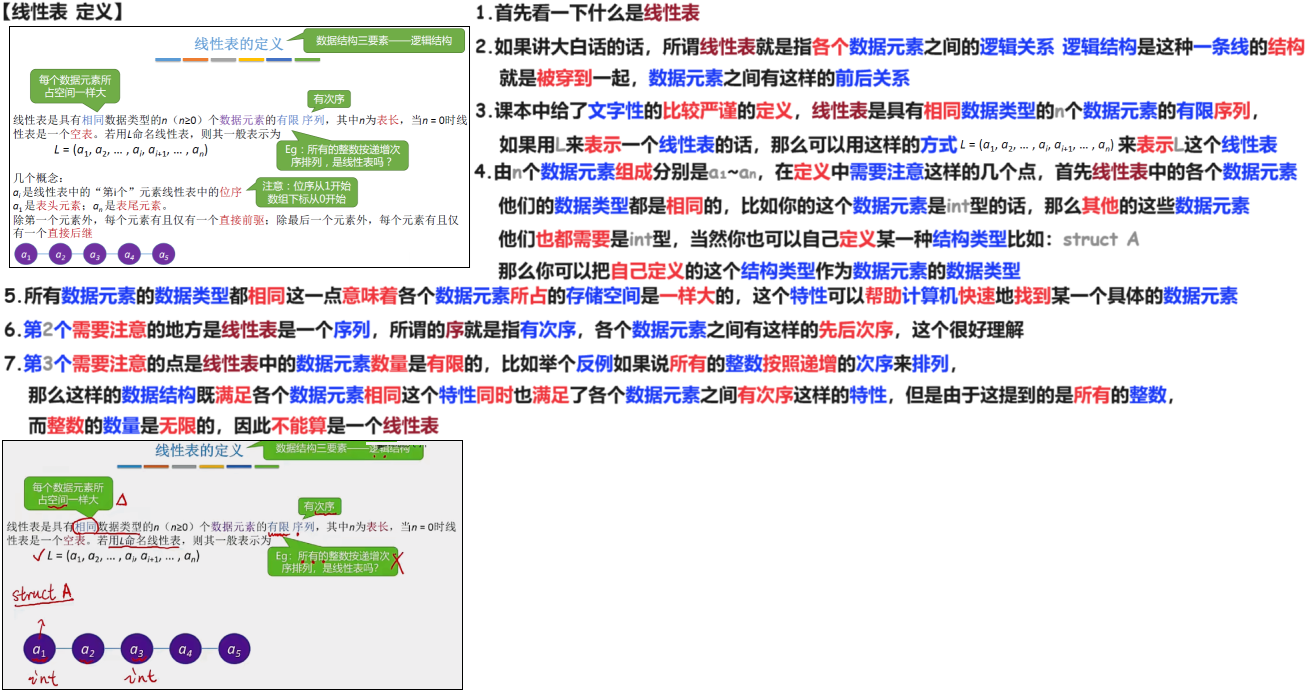 【线性表 定义】
线性表的定义
数据结构三要素——逻辑结构
每个数据元素所
占空间一样大
有次序
线性表是具有相同数据类型的n（n≥0）个数据元素的有限 序列，其中n为表长，当n = 0时线
性表是一个空表。若用L命名线性表，则其一般表示为
L = (a1, a2, … , ai, ai+1, … , an)
Eg：所有的整数按递增次
序排列，是线性表吗？
几个概念：
ai是线性表中的“第i个”元素线性表中的位序
注意：位序从1开始
数组下标从0开始
a1是表头元素；an是表尾元素。
除第一个元素外，每个元素有且仅有一个直接前驱；除最后一个元素外，每个元素有且仅
有一个直接后继
a1 a2 a3 a4 a5
1.首先看一下什么是线性表
2.如果讲大白话的话，所谓线性表就是指各个数据元素之间的逻辑关系 逻辑结构是这种一条线的结构
就是被穿到一起，数据元素之间有这样的前后关系
3.课本中给了文字性的比较严谨的定义，线性表是具有相同数据类型的n个数据元素的有限序列，
如果用L来表示一个线性表的话，那么可以用这样的方式 L = (a1, a2, … , ai, ai+1, … , an) 来表示L这个线性表
4.由n个数据元素组成分别是a1~an，在定义中需要注意这样的几个点，首先线性表中的各个数据元素
他们的数据类型都是相同的，比如你的这个数据元素是int型的话，那么其他的这些数据元素
他们也都需要是int型，当然你也可以自己定义某一种结构类型比如：struct A
那么你可以把自己定义的这个结构类型作为数据元素的数据类型
5.所有数据元素的数据类型都相同这一点意味着各个数据元素所占的存储空间是一样大的，这个特性可以帮助计算机快速地找到某一个具体的数据元素
6.第2个需要注意的地方是线性表是一个序列，所谓的序就是指有次序，各个数据元素之间有这样的先后次序，这个很好理解
7.第3个需要注意的点是线性表中的数据元素数量是有限的，比如举个反例如果说所有的整数按照递增的次序来排列，
那么这样的数据结构既满足各个数据元素相同这个特性同时也满足了各个数据元素之间有次序这样的特性，但是由于这提到的是所有的整数，
而整数的数量是无限的，因此不能算是一个线性表
线性表的定义
数据结构三要素——逻辑结构
每个数据元素所
占空间一样大
有次序
线性表是具有相同数据类型的n（n≥0）个数据元素的有限 序列，其中n为表长，当n = 0时线
性表是一个空表。若用L命名线性表，则其一般表示为
L = (a1, a2, … , ai, ai+1, … , an)
Eg：所有的整数按递增次
序排列，是线性表吗？
struct A
a1 a2 a3 a4 a5
int int